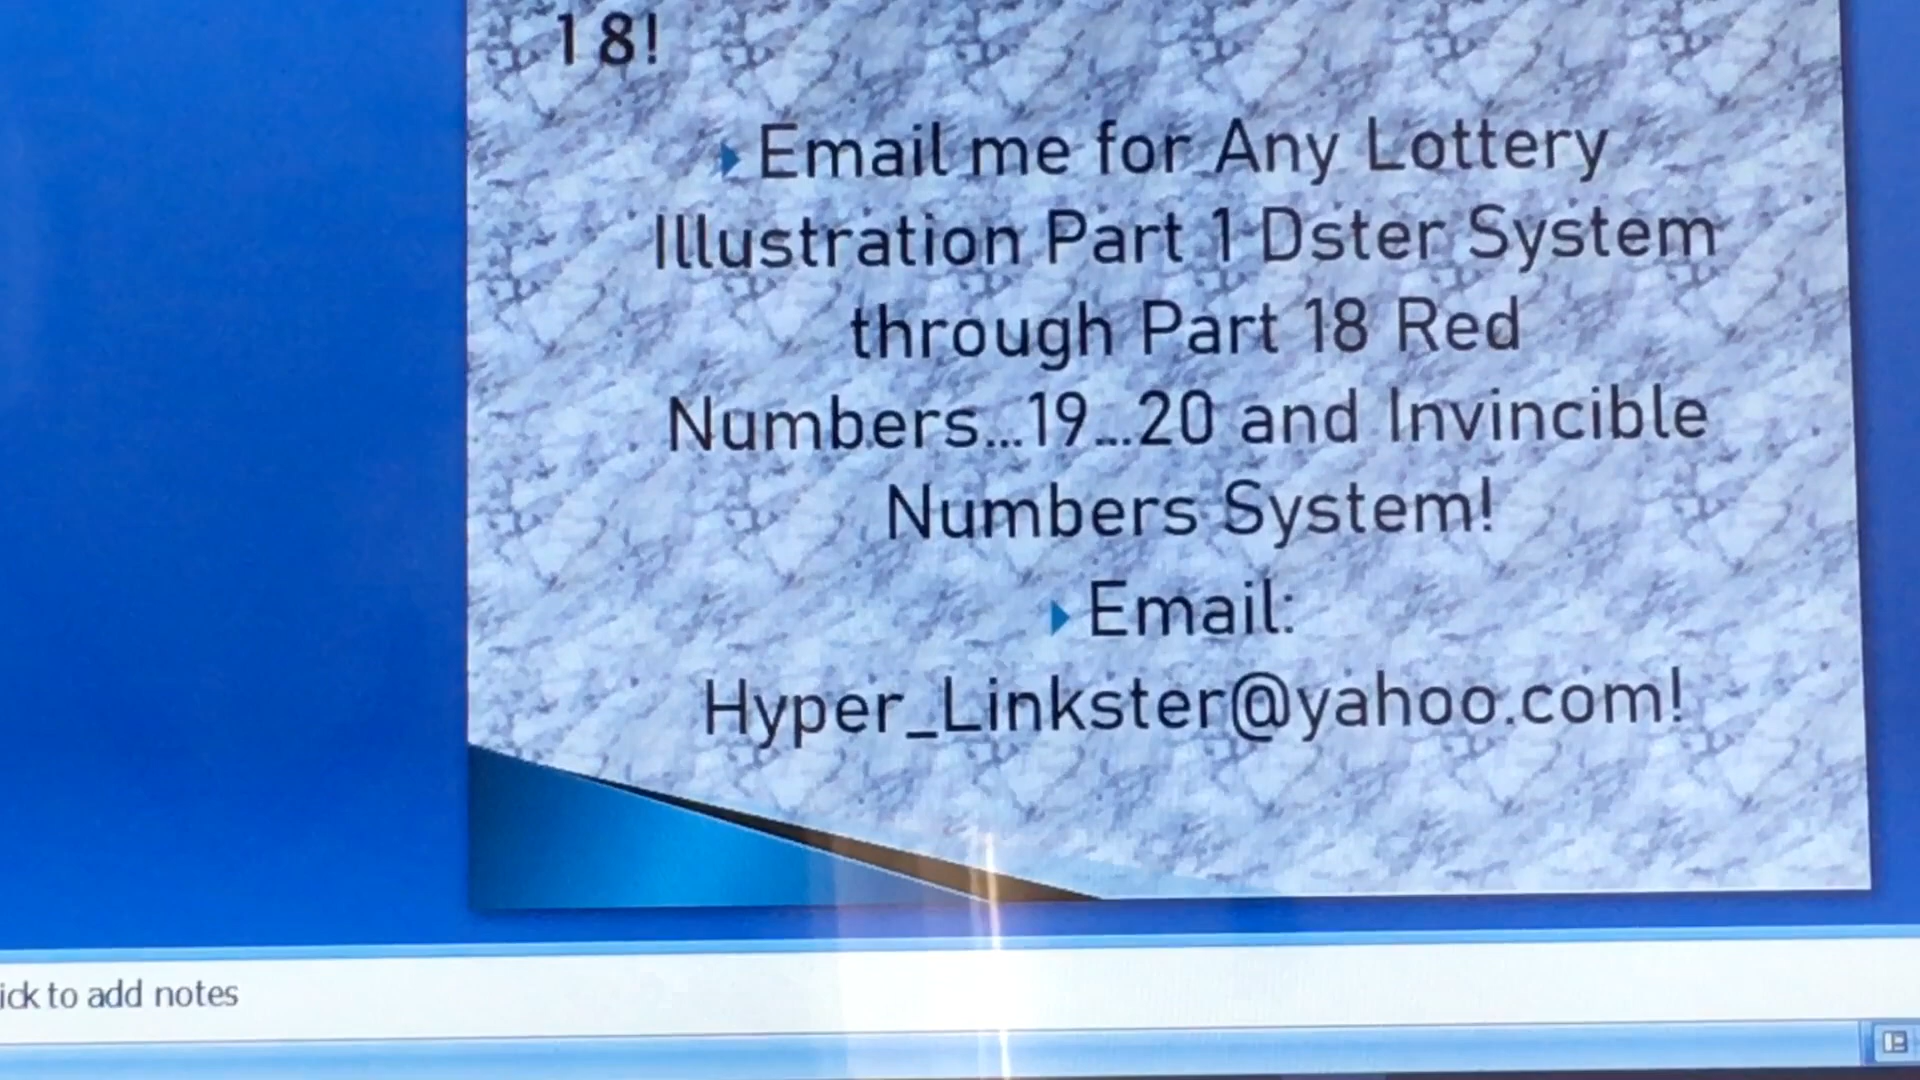 18!
Email me for Any Lottery
Illustration Part 1 Dster System
through Part 18 Red
Numbers...19...20 and Invincible
Numbers System!
Email:
Hyper_Linkster@yahoo.com!
ick to add notes